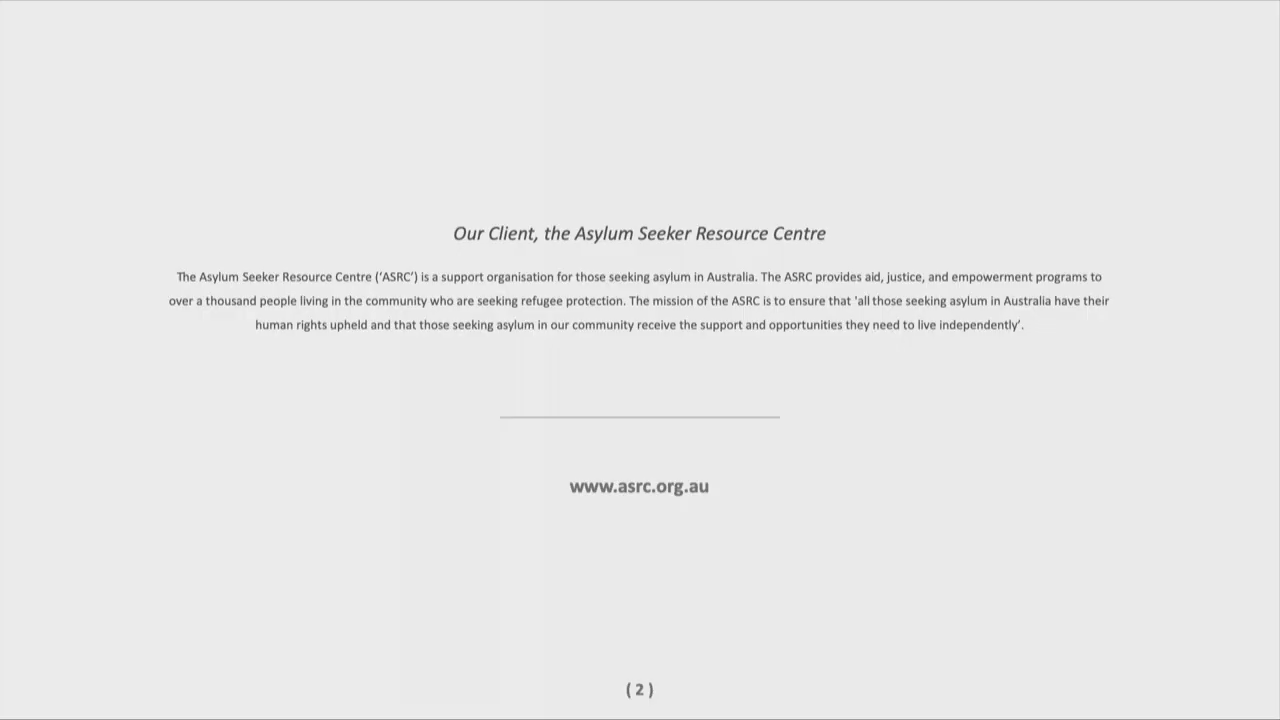 Our Client, the Asylum Seeker Resource Centre
The Asylum Seeker Resource Centre (‘ASRC’) is a support organisation for those seeking asylum in Australia. The ASRC provides aid, justice, and empowerment programs to
over a thousand people living in the community who are seeking refugee protection. The mission of the ASRC is to ensure that 'all those seeking asylum in Australia have their
human rights upheld and that those seeking asylum in our community receive the support and opportunities they need to live independently’.
www.asrc.org.au
( 2 )